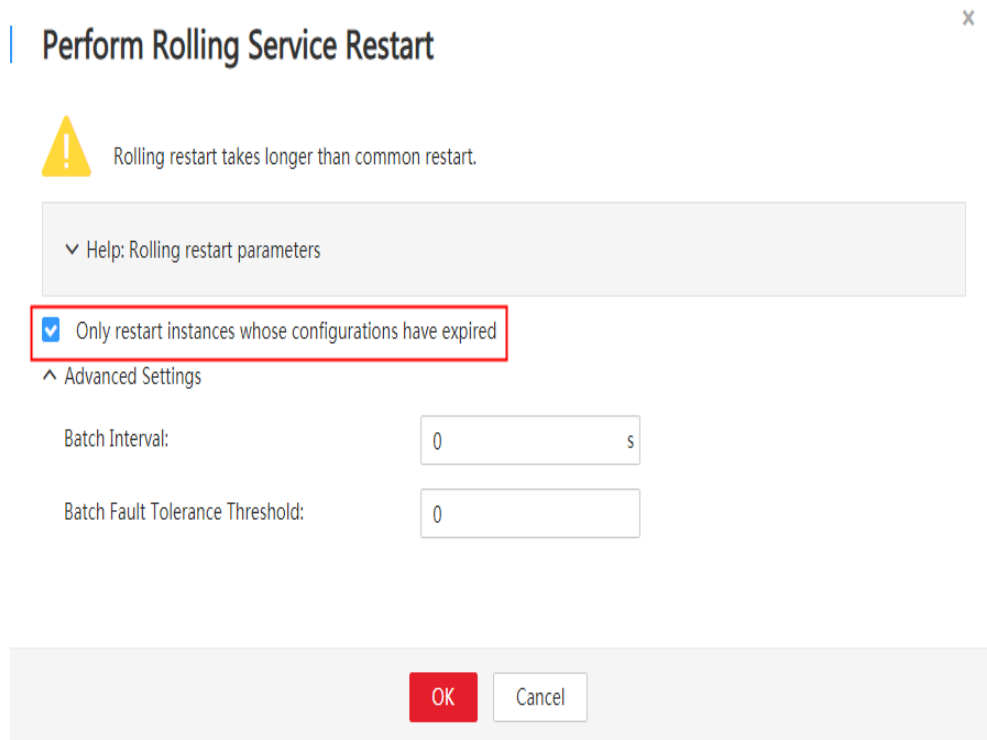 x
Perform Rolling Service Restart
Rolling restart takes longer than common restart.
Help: Rolling restart parameters
Only restart instances whose configurations have expired
Advanced Settings
Batch Interval: 0 s
Batch Fault Tolerance Threshold: 0
OK Cancel